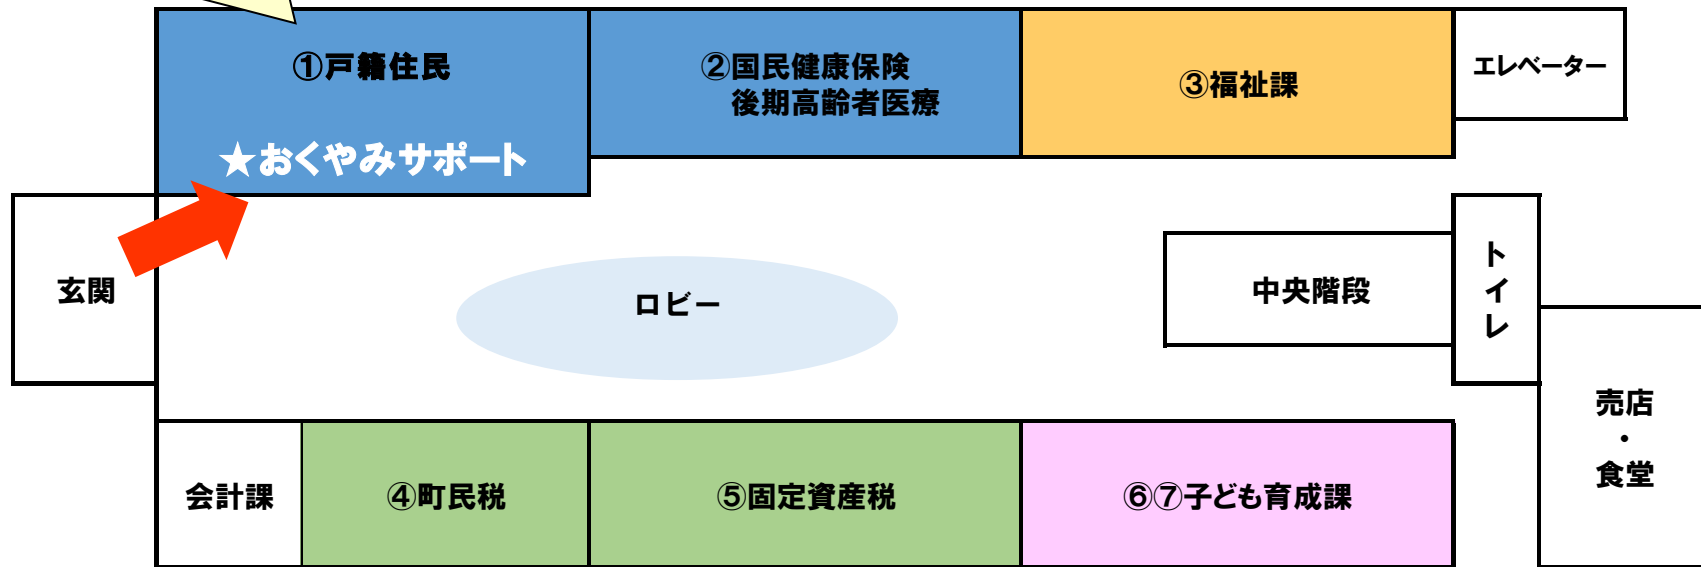 ①戸籍住民
★おくやみサポート
②国民健康保険
後期高齢者医療
③福祉課
エレベーター
玄関
ロビー
中央階段
トイレ
売店
・
食堂
会計課
④町民税
⑤固定資産税
⑥⑦子ども育成課